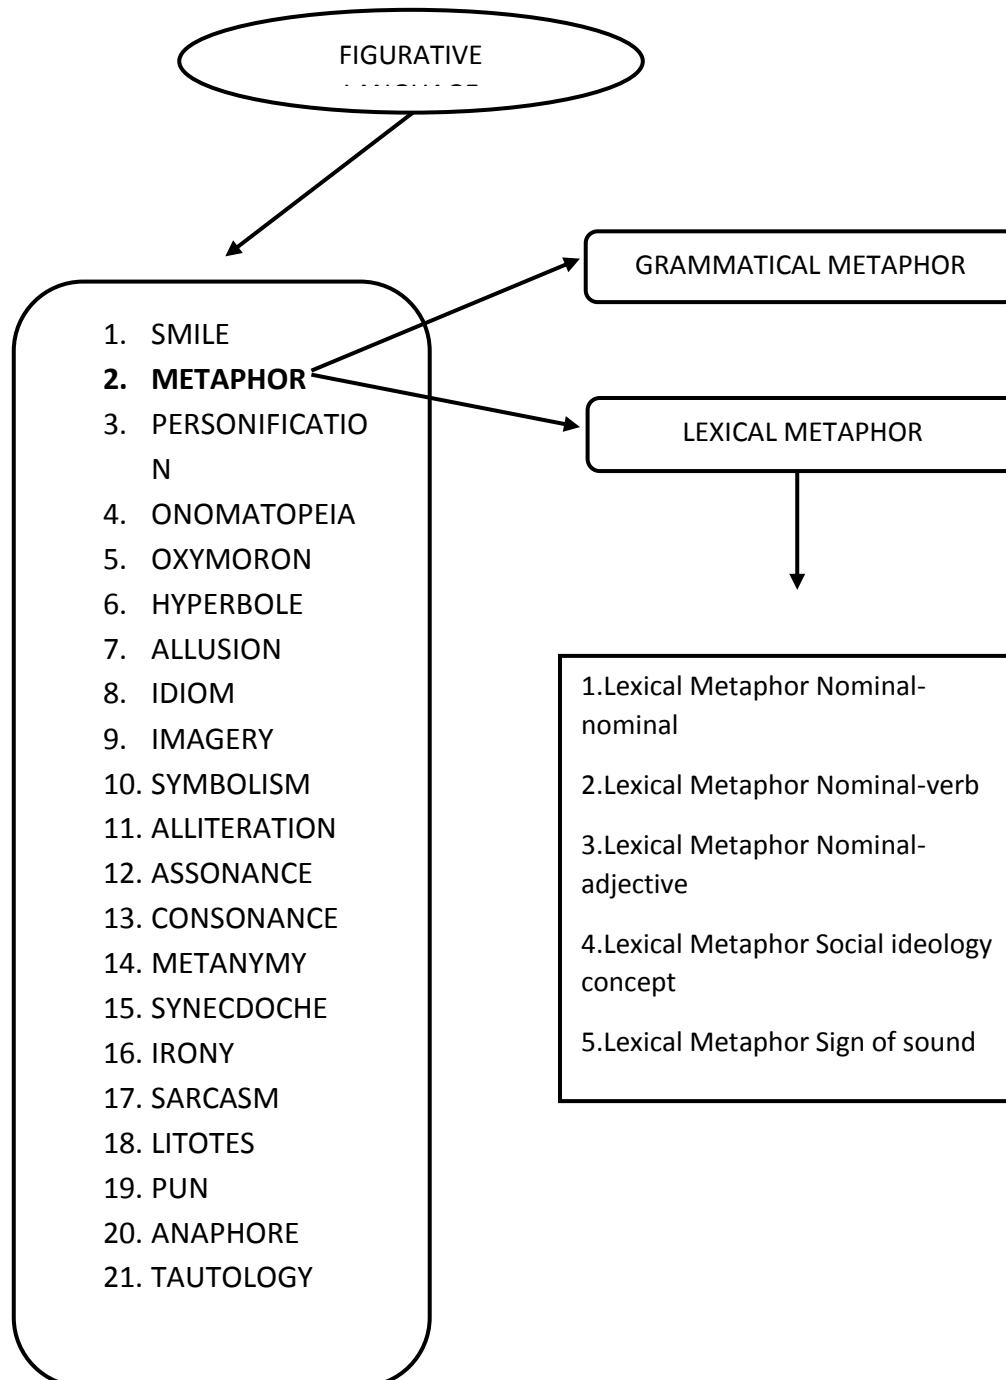 FIGURATIVE
GRAMMATICAL METAPHOR
1. SMILE
2. METAPHOR
3. PERSONIFICATIO
N
4. ONOMATOPEIA
5. OXYMORON
6. HYPERBOLE
7. ALLUSION
8. IDIOM
9. IMAGERY
10. SYMBOLISM
11. ALLITERATION
12. ASSONANCE
13. CONSONANCE
14. METANYMY
15. SYNECDOCHE
16. IRONY
17. SARCASM
18. LITOTES
19. PUN
20. ANAPHORE
21. TAUTOLOGY
LEXICAL METAPHOR
1.Lexical Metaphor Nominal-
nominal
2.Lexical Metaphor Nominal-verb
3.Lexical Metaphor Nominal-
adjective
4.Lexical Metaphor Social ideology
concept
5.Lexical Metaphor Sign of sound